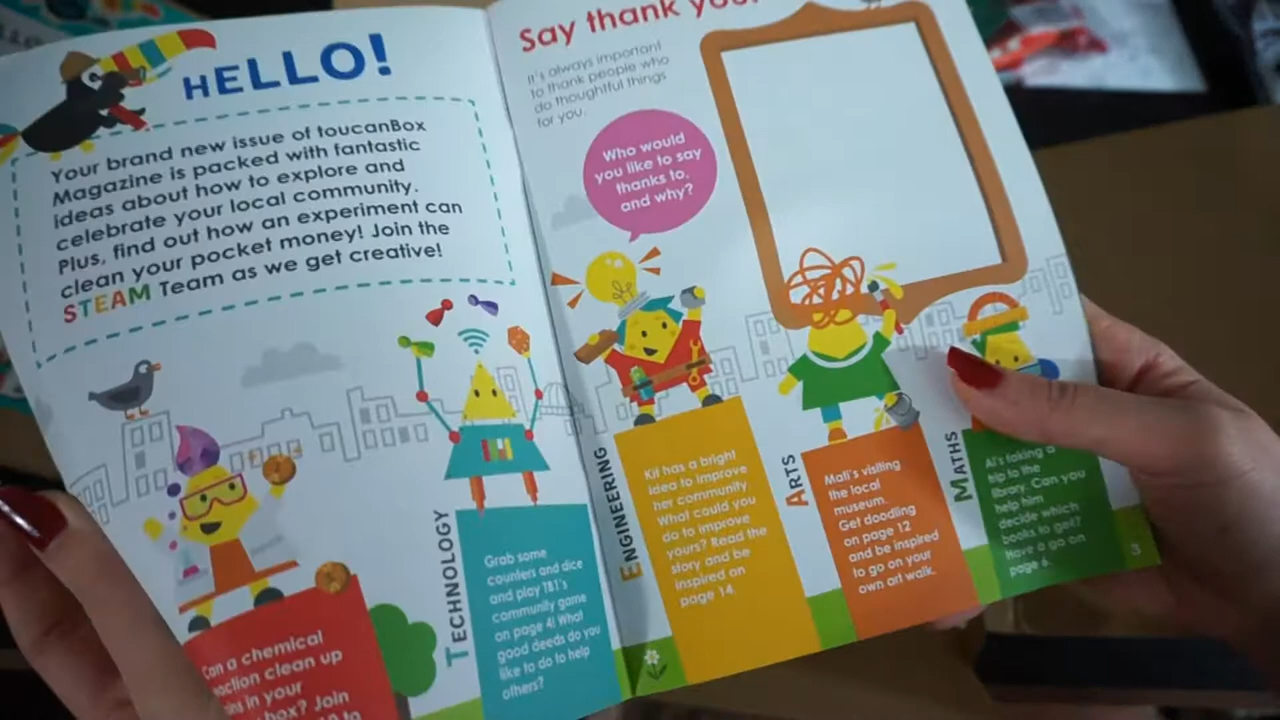 HELLO!
Your brand new issue of toucanBox
Magazine is packed with fantastic
ideas about how to explore and
celebrate your local community.
Plus, find out how an experiment can
clean your pocket money! Join the
STEAM Team as we get creative!
Can a chemical
clean up
in your
box? Join
to
TECHNOLOGY
Grab some
counters and dice
and play TB1's
community game
on page 4! What
good deeds do you
like to do to help
others?
Say thank you!
It's always important
to thank people who
do thoughtful things
for you.
Who would
you like to say
thanks to,
and why?
ENGINEERING
Kit has a bright
idea to improve
her community.
What could you
do to improve
yours? Read the
story and be
inspired on
page 14.
ARTS
Mali's visiting
the local
museum.
Get doodling
on page 12
and be inspired
to go on your
own art walk.
MATHS
Al's taking a
trip to the
library. Can you
help him
decide which
books to get?
Have a go on
page 6.
3